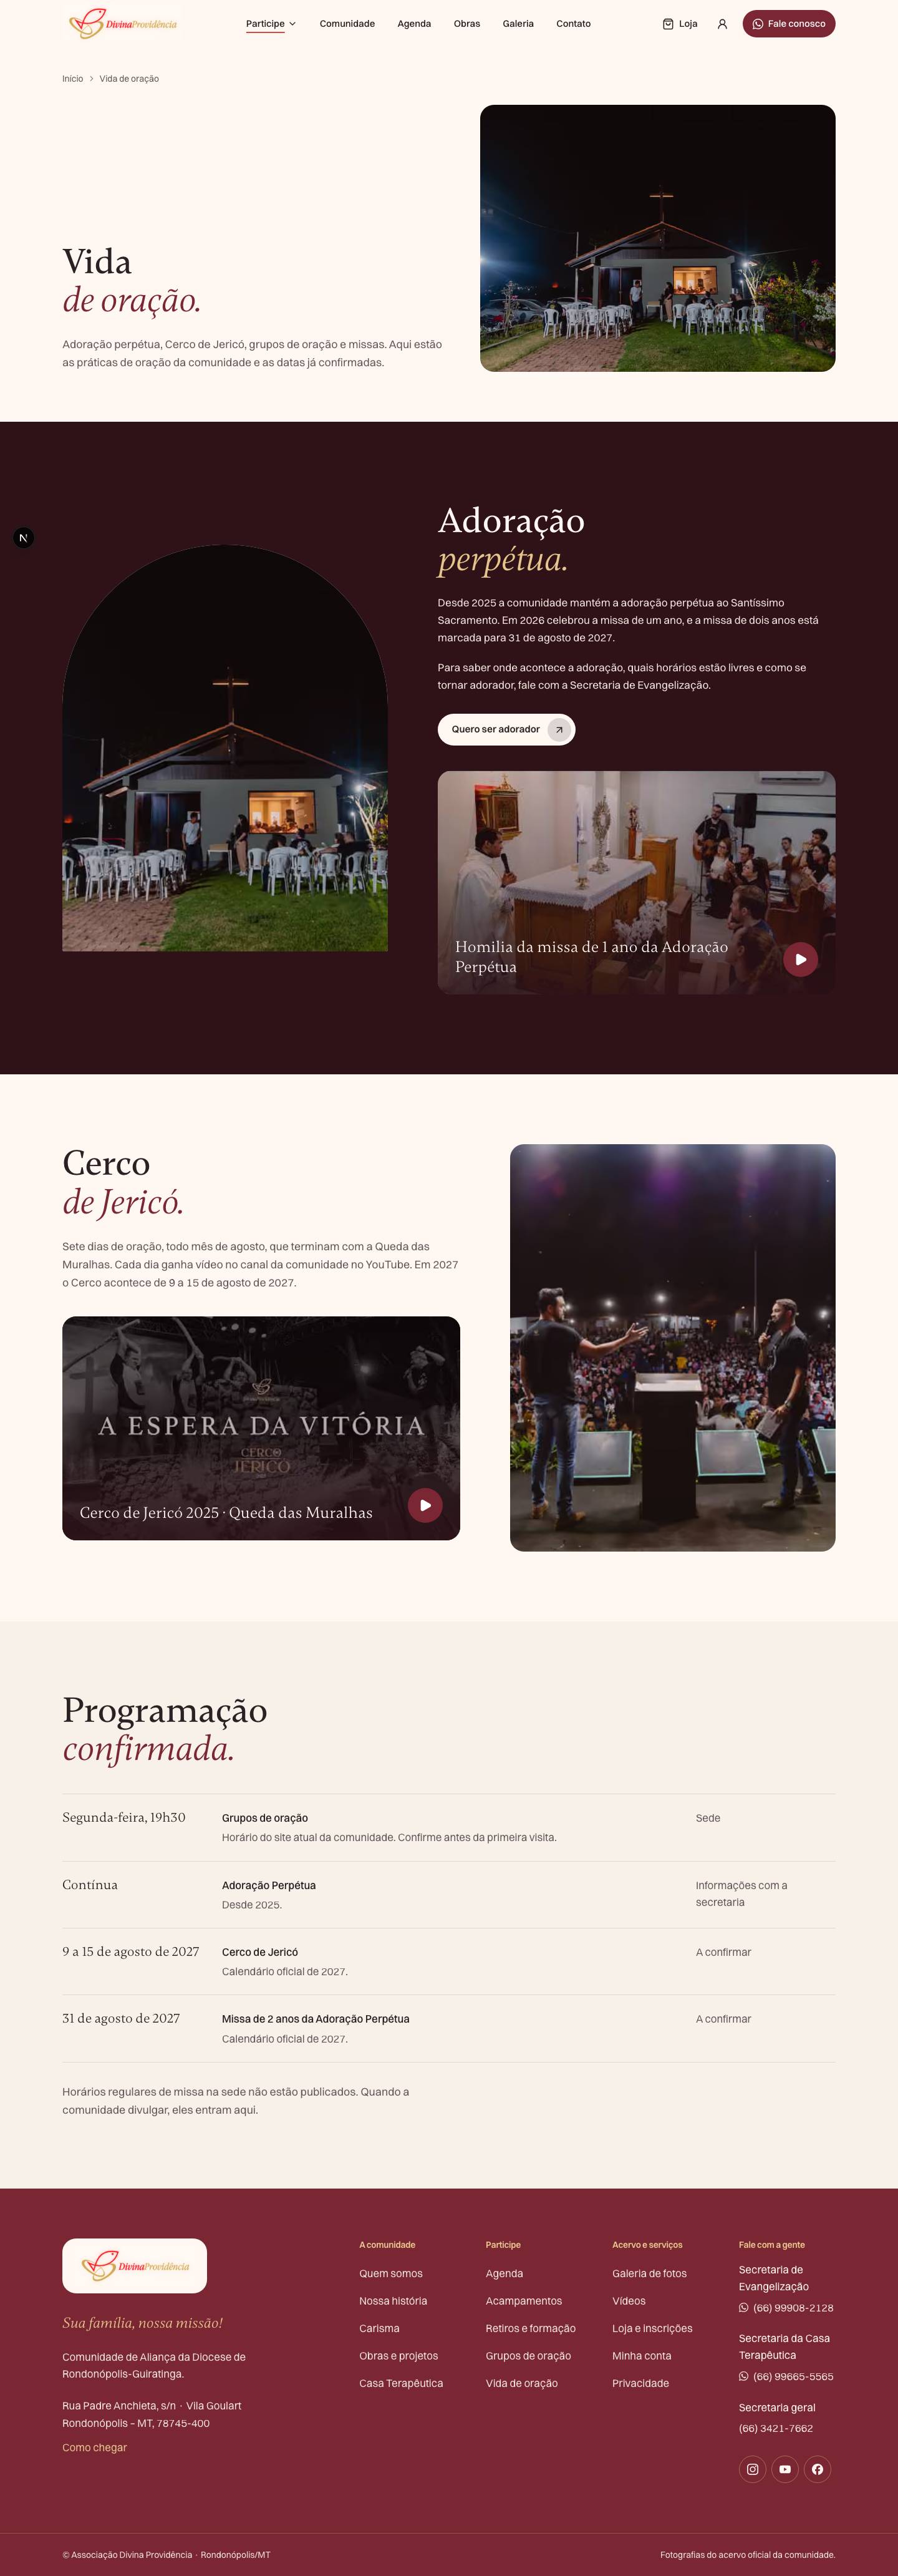 DivinaProvidência
Participe
Comunidade
Agenda
Obras
Galeria
Contato
Loja
Fale conosco
Início
Vida de oração
Vida
de oração.
Adoração perpétua, Cerco de Jericó, grupos de oração e missas. Aqui estão
as práticas de oração da comunidade e as datas já confirmadas.
N
Adoração
perpétua.
Desde 2025 a comunidade mantém a adoração perpétua ao Santíssimo
Sacramento. Em 2026 celebrou a missa de um ano, e a missa de dois anos está
marcada para 31 de agosto de 2027.
Para saber onde acontece a adoração, quais horários estão livres e como se
tornar adorador, fale com a Secretaria de Evangelização.
Quero ser adorador
Homilia da missa de 1 ano da Adoração
Perpétua
Cerco
de Jericó.
Sete dias de oração, todo mês de agosto, que terminam com a Queda das
Muralhas. Cada dia ganha vídeo no canal da comunidade no YouTube. Em 2027
o Cerco acontece de 9 a 15 de agosto de 2027.
A ESPERA DA VITÓRIA
CERCO
JERICÓ
Cerco de Jericó 2025 · Queda das Muralhas
Programação
confirmada.
Segunda-feira, 19h30
Grupos de oração
Horário do site atual da comunidade. Confirme antes da primeira visita.
Sede
Contínua
Adoração Perpétua
Desde 2025.
Informações com a
secretaria
9 a 15 de agosto de 2027
Cerco de Jericó
Calendário oficial de 2027.
A confirmar
31 de agosto de 2027
Missa de 2 anos da Adoração Perpétua
Calendário oficial de 2027.
A confirmar
Horários regulares de missa na sede não estão publicados. Quando a
comunidade divulgar, eles entram aqui.
DivinaProvidência
Sua família, nossa missão!
Comunidade de Aliança da Diocese de
Rondonópolis-Guiratinga.
Rua Padre Anchieta, s/n · Vila Goulart
Rondonópolis – MT, 78745-400
Como chegar
A comunidade
Quem somos
Nossa história
Carisma
Obras e projetos
Casa Terapêutica
Participe
Agenda
Acampamentos
Retiros e formação
Grupos de oração
Vida de oração
Acervo e serviços
Galeria de fotos
Vídeos
Loja e inscrições
Minha conta
Privacidade
Fale com a gente
Secretaria de
Evangelização
(66) 99908-2128
Secretaria da Casa
Terapêutica
(66) 99665-5565
Secretaria geral
(66) 3421-7662
© Associação Divina Providência · Rondonópolis/MT
Fotografias do acervo oficial da comunidade.